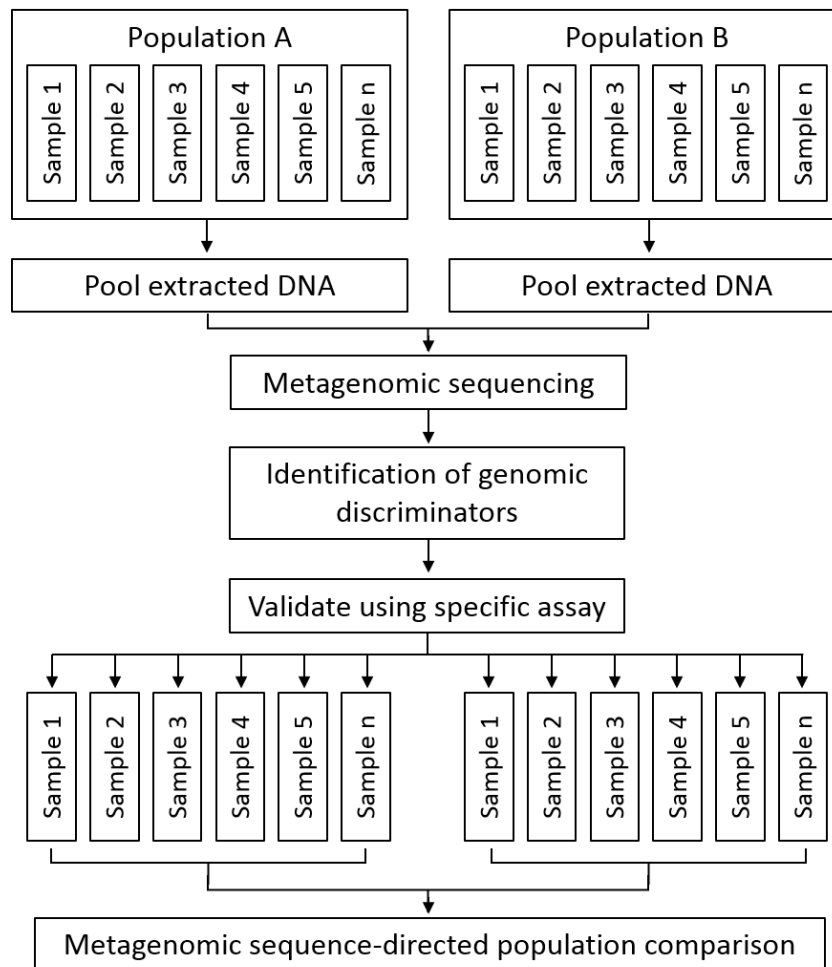 Population A
Sample 1
Sample 2
Sample 3
Sample 4
Sample 5
Sample n
Population B
Sample 1
Sample 2
Sample 3
Sample 4
Sample 5
Sample n
Pool extracted DNA
Pool extracted DNA
Metagenomic sequencing
Identification of genomic
discriminators
Validate using specific assay
Sample 1
Sample 2
Sample 3
Sample 4
Sample 5
Sample n
Sample 1
Sample 2
Sample 3
Sample 4
Sample 5
Sample n
Metagenomic sequence-directed population comparison